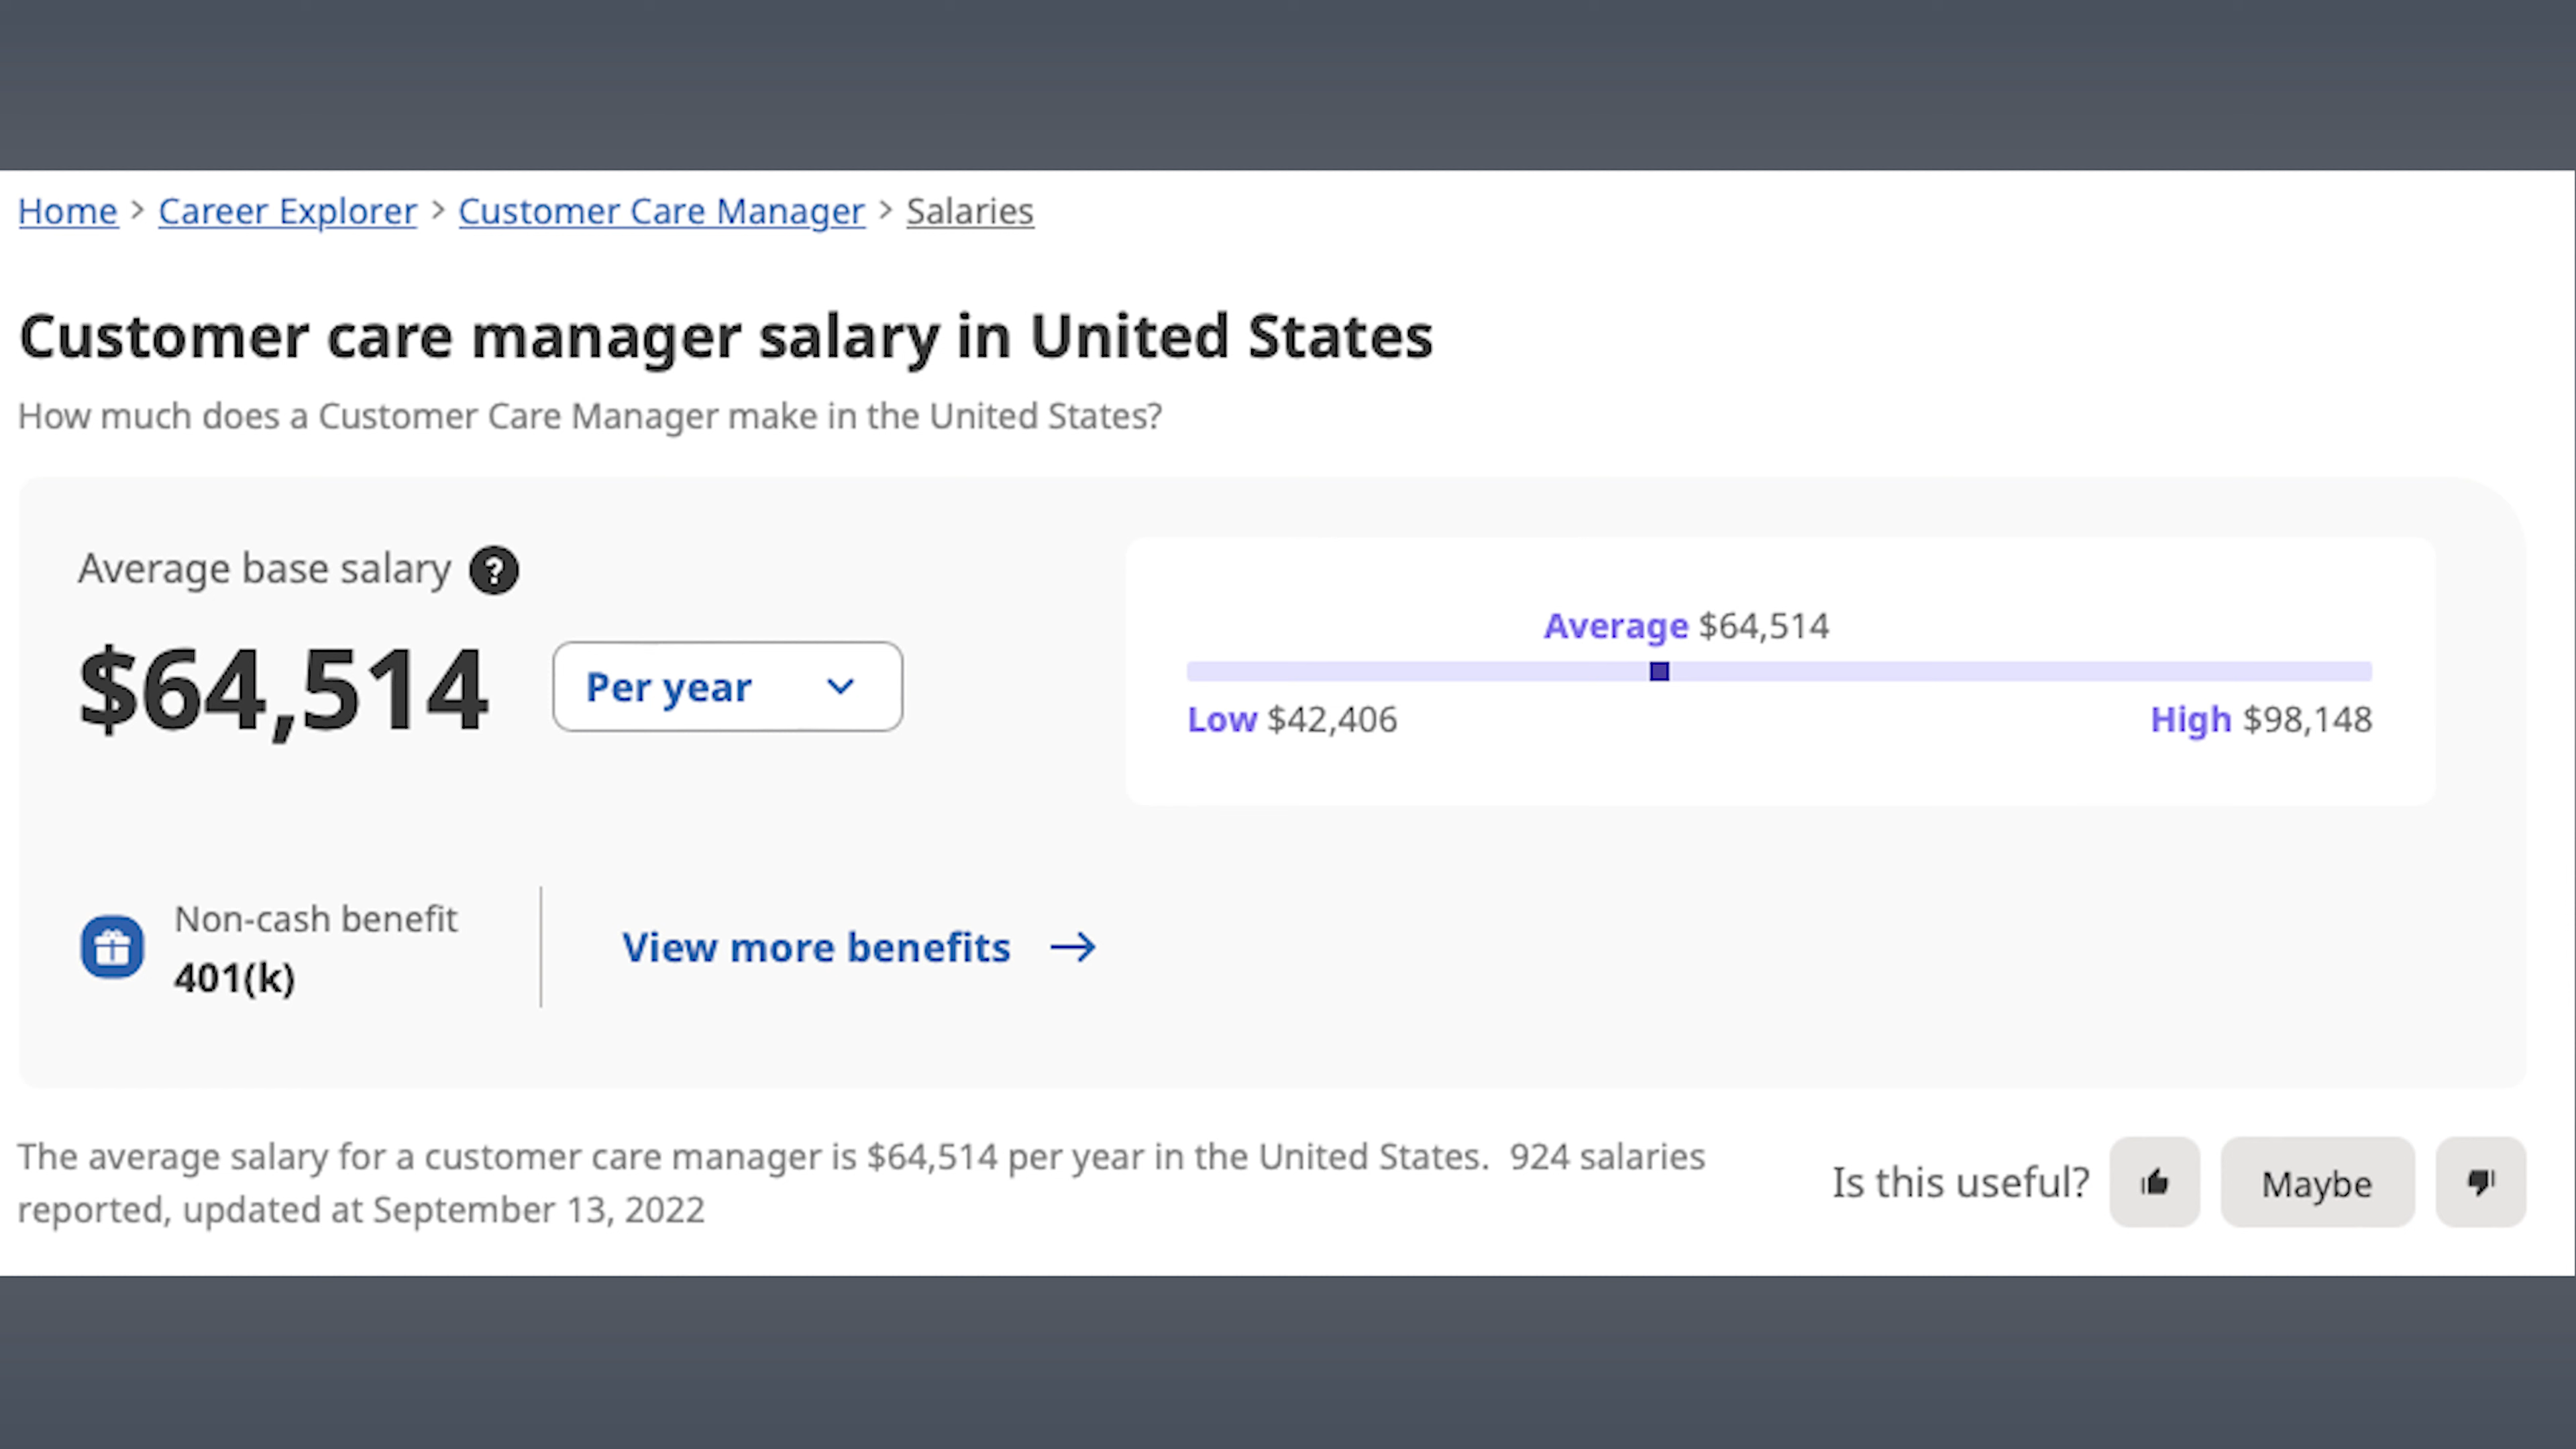 Home > Career Explorer > Customer Care Manager > Salaries
Customer care manager salary in United States
How much does a Customer Care Manager make in the United States?
Average base salary ?
$64,514 Per year
Average $64,514
Low $42,406 High $98,148
Non-cash benefit
401(k)
View more benefits →
The average salary for a customer care manager is $64,514 per year in the United States. 924 salaries
reported, updated at September 13, 2022
Is this useful? Maybe